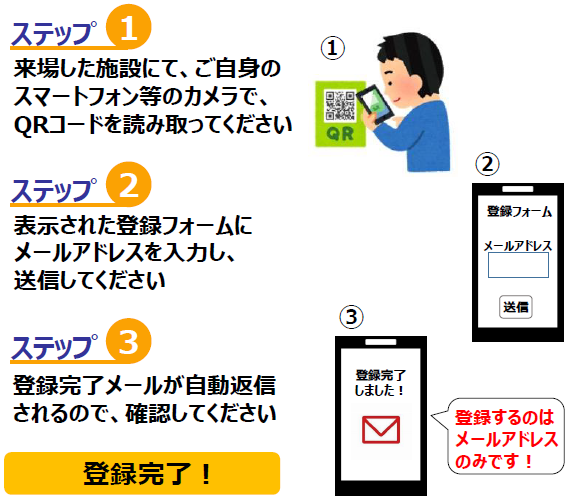 ステップ 1
来場した施設にて、ご自身の
スマートフォン等のカメラで、
QRコードを読み取ってください
①
QR
ステップ 2
表示された登録フォームに
メールアドレスを入力し、
送信してください
②
登録フォーム
メールアドレス
送信
ステップ 3
登録完了メールが自動返信
されるので、確認してください
③
登録完了
しました！
登録するのは
メールアドレス
のみです！
登録完了！